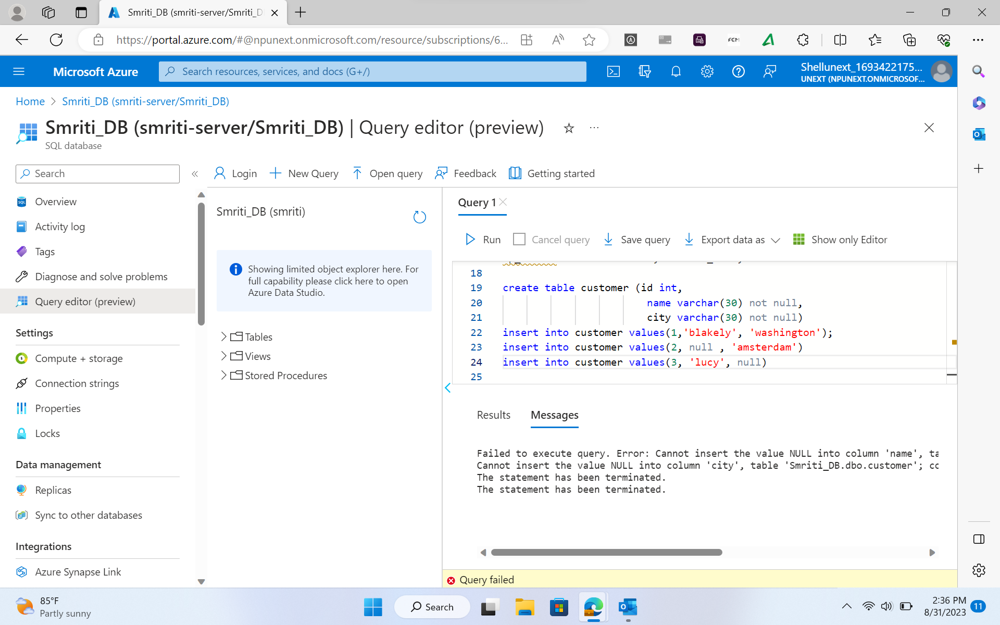 Smriti_DB (smriti-server/Smriti_D
https://portal.azure.com/#@npunext.onmicrosoft.com/resource/subscriptions/6...
FCM
Microsoft Azure
Search resources, services, and docs (G+/)
Shellunext_1693422175...
UNEXT (NPUNEXT.ONMICROSOF...
Home > Smriti_DB (smriti-server/Smriti_DB)
Smriti_DB (smriti-server/Smriti_DB) | Query editor (preview)
SQL database
Search
Login
New Query
Open query
Feedback
Getting started
Overview
Activity log
Tags
Diagnose and solve problems
Query editor (preview)
Settings
Compute + storage
Connection strings
Properties
Locks
Data management
Replicas
Sync to other databases
Integrations
Azure Synapse Link
Smriti_DB (smriti)
Showing limited object explorer here. For
full capability please click here to open
Azure Data Studio.
Tables
Views
Stored Procedures
Query 1
Run
Cancel query
Save query
Export data as
Show only Editor
18
19 create table customer (id int,
20 name varchar(30) not null,
21 city varchar(30) not null)
22 insert into customer values(1,'blakely', 'washington');
23 insert into customer values(2, null , 'amsterdam')
24 insert into customer values(3, 'lucy', null)
25
Results
Messages
Failed to execute query. Error: Cannot insert the value NULL into column 'name', ta
Cannot insert the value NULL into column 'city', table 'Smriti_DB.dbo.customer'; co
The statement has been terminated.
The statement has been terminated.
Query failed
85°F
Partly sunny
Search
2:36 PM
8/31/2023
11